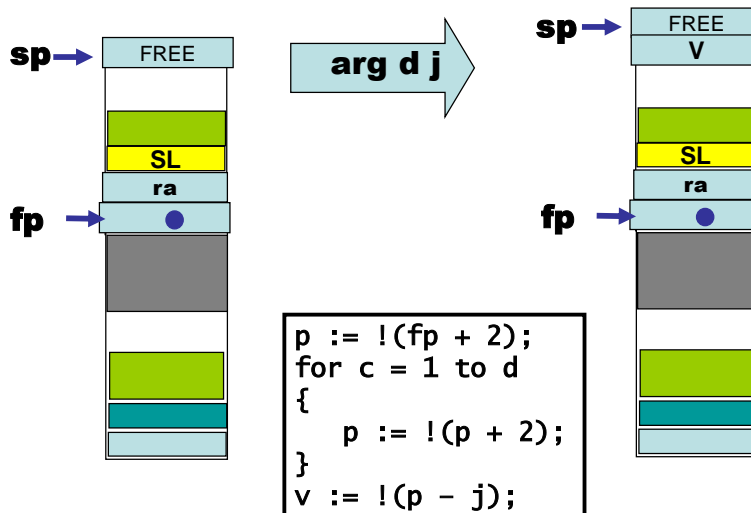 sp
FREE
SL
ra
fp
arg d j
sp
FREE
V
SL
ra
fp
p := !(fp + 2);
for c = 1 to d
{
p := !(p + 2);
}
v := !(p - j);